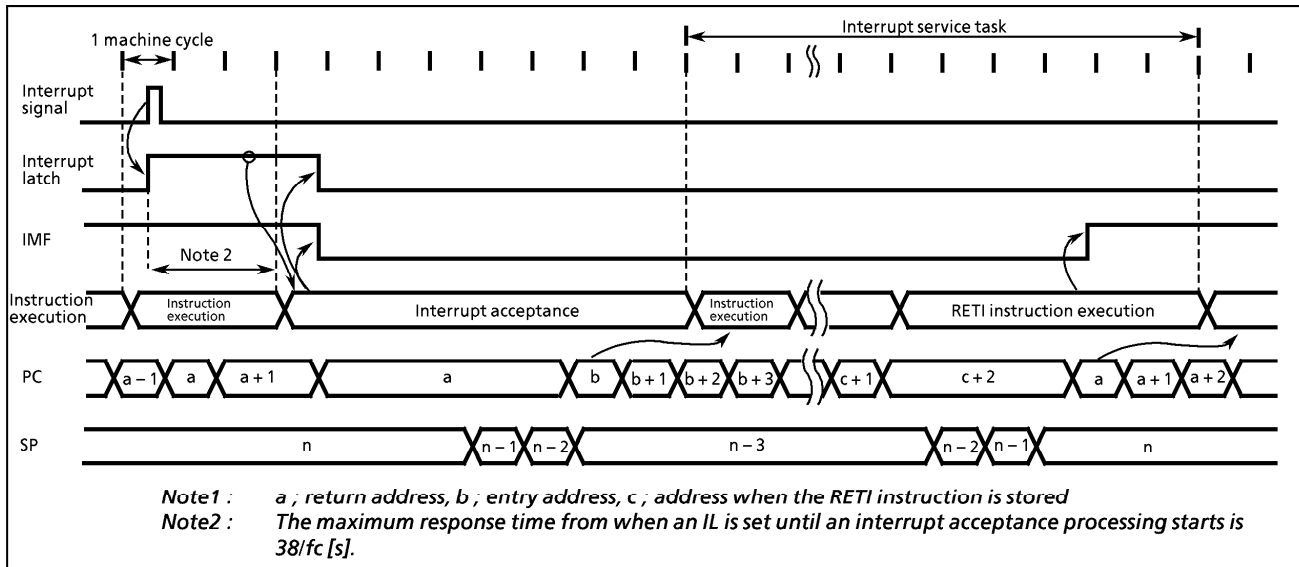 Interrupt service task
1 machine cycle
Interrupt
signal
Interrupt
latch
IMF
Note 2
Instruction
execution
Instruction
execution
Interrupt acceptance
Instruction
execution
RETI instruction execution
PC
a – 1
a
a + 1
a
b
b + 1
b + 2
b + 3
c + 1
c + 2
a
a + 1
a + 2
SP
n
n – 1
n – 2
n – 3
n – 2
n – 1
n
Note1 : a ; return address, b ; entry address, c ; address when the RETI instruction is stored
Note2 : The maximum response time from when an IL is set until an interrupt acceptance processing starts is
38/fc [s].